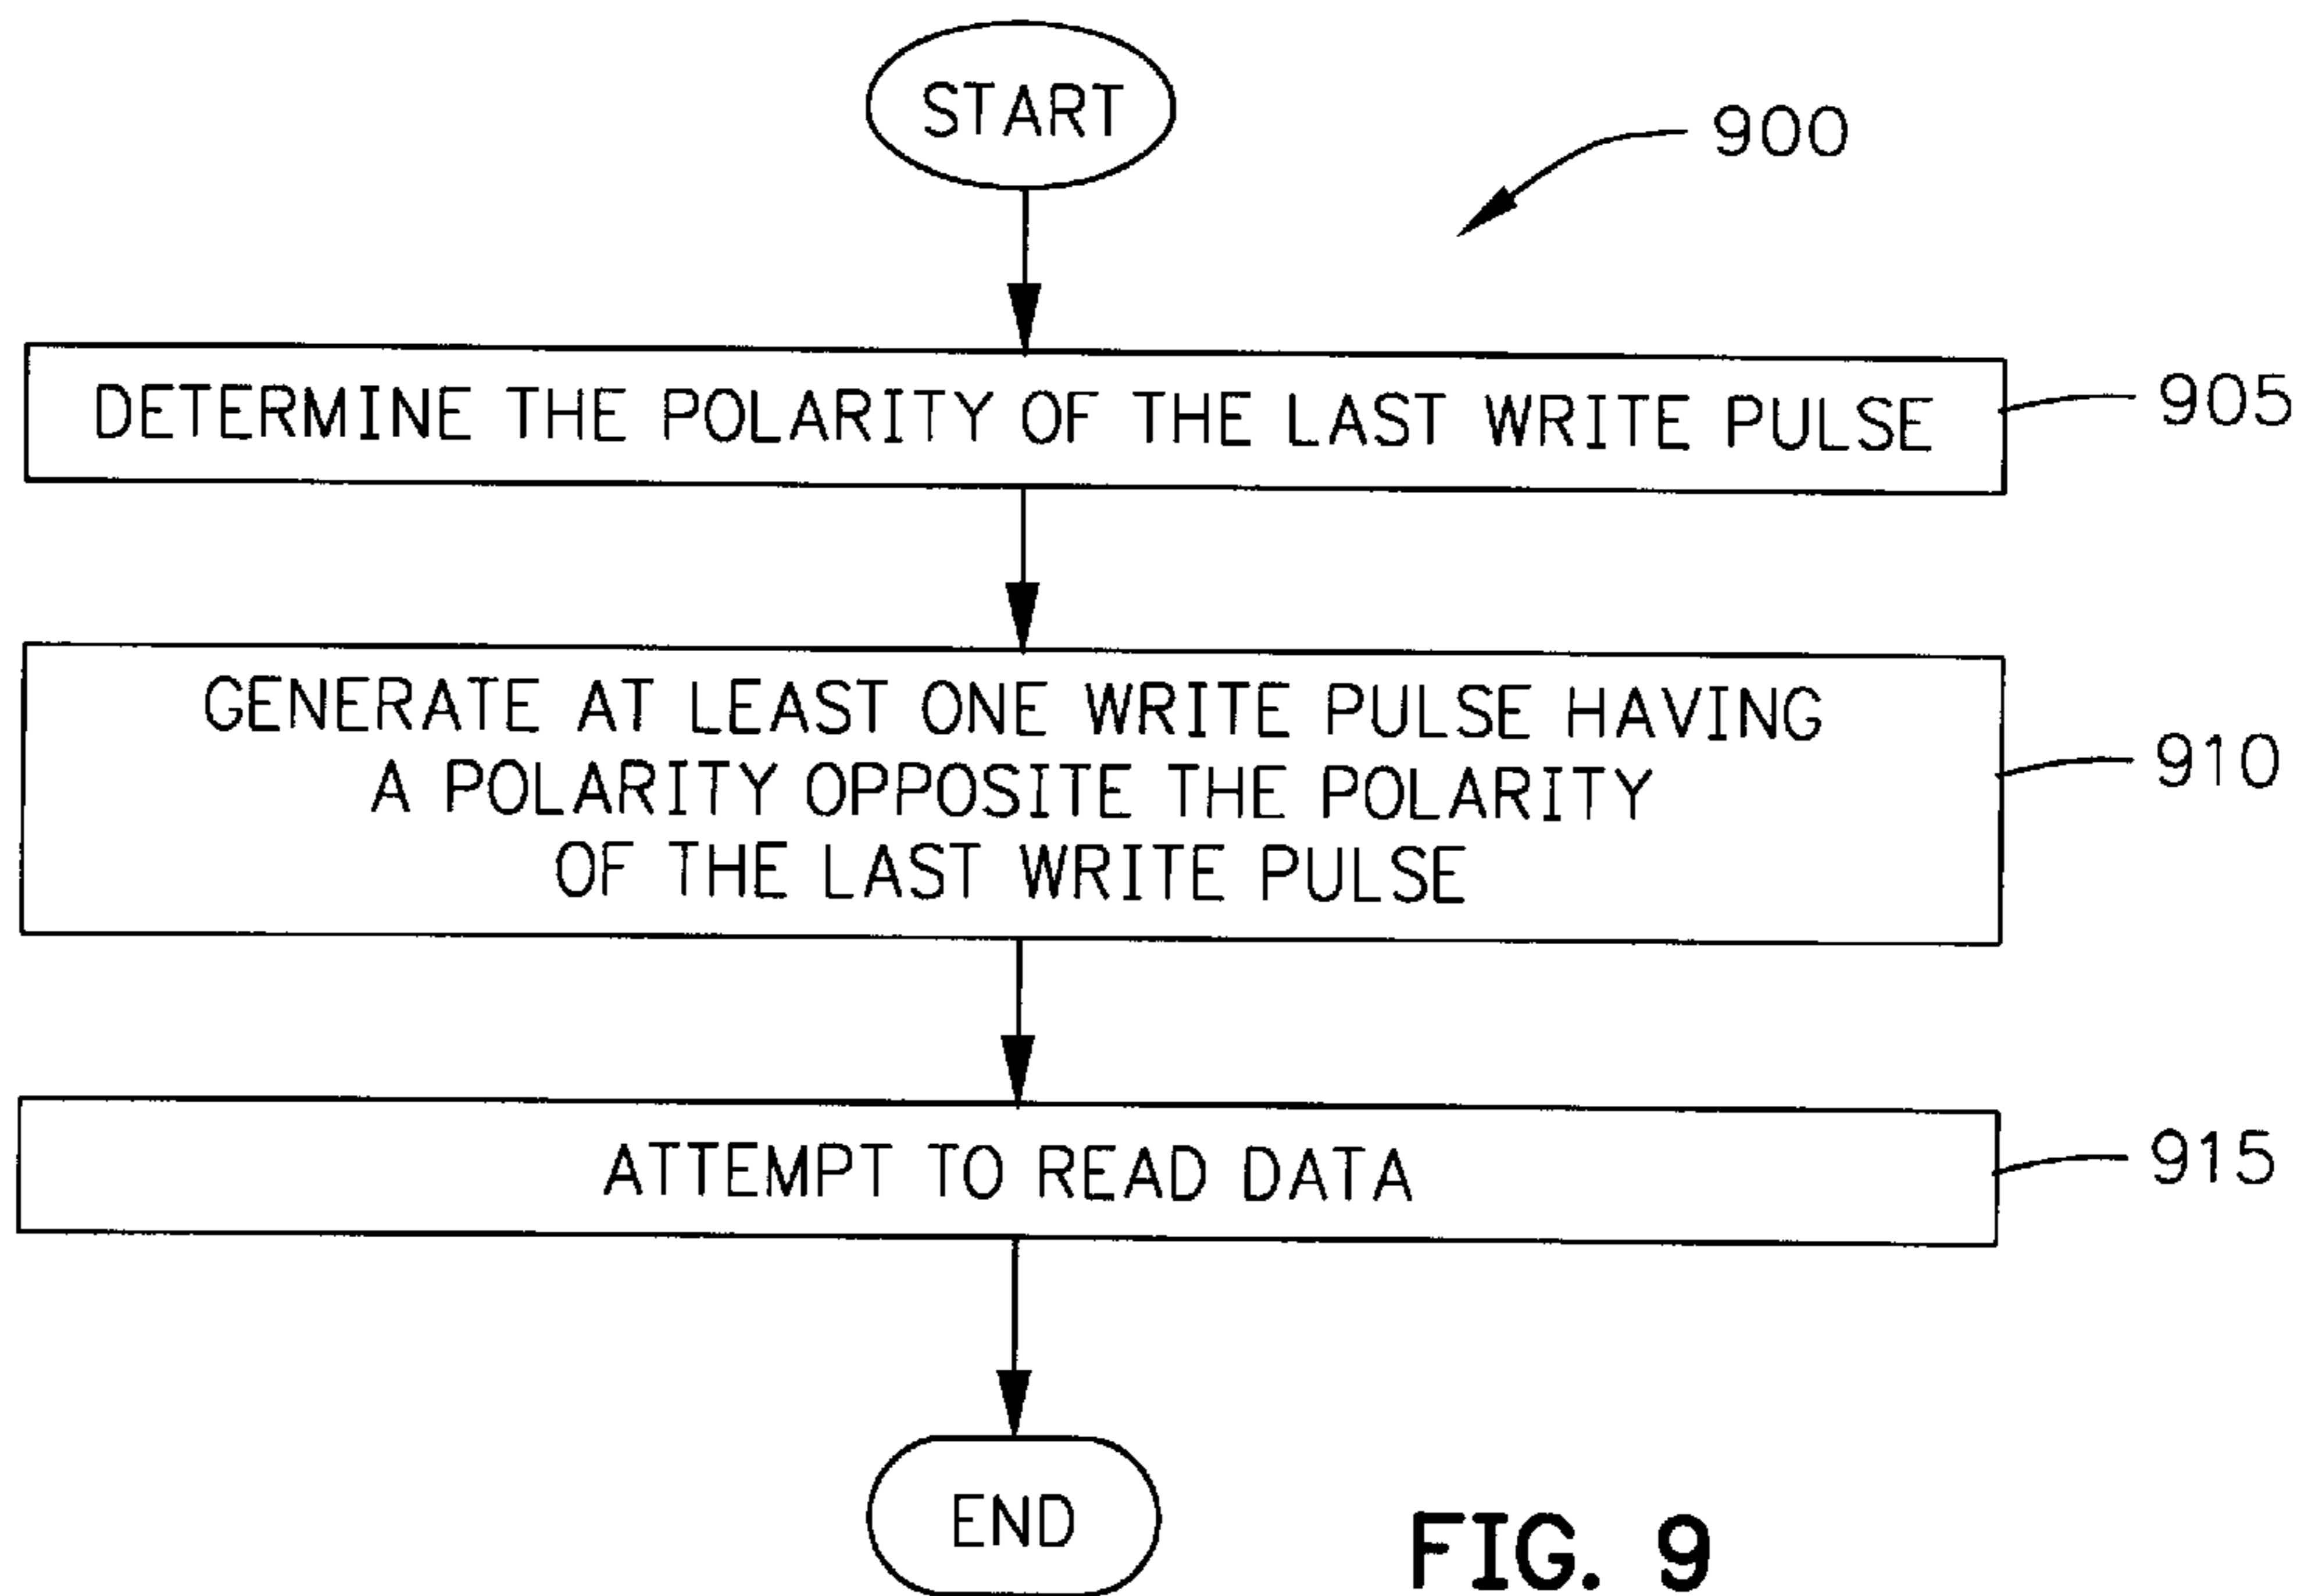 START
900
DETERMINE THE POLARITY OF THE LAST WRITE PULSE
905
GENERATE AT LEAST ONE WRITE PULSE HAVING
A POLARITY OPPOSITE THE POLARITY
OF THE LAST WRITE PULSE
910
ATTEMPT TO READ DATA
915
END
FIG. 9